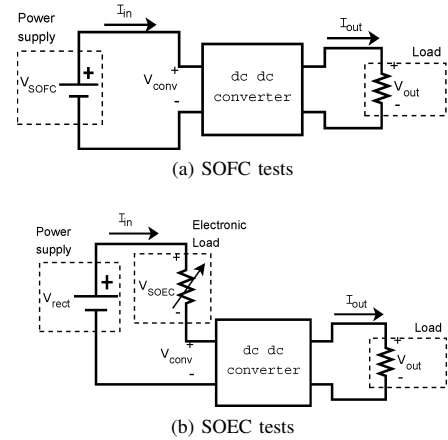 Power
supply
I_in
I_out
Load
+
V_SOFC
+
V_conv
-
dc dc
converter
+
V_out
-
(a) SOFC tests
Power
supply
I_in
Electronic
Load
+
V_rect
+
V_SOEC
-
I_out
Load
+
V_conv
-
dc dc
converter
+
V_out
-
(b) SOEC tests